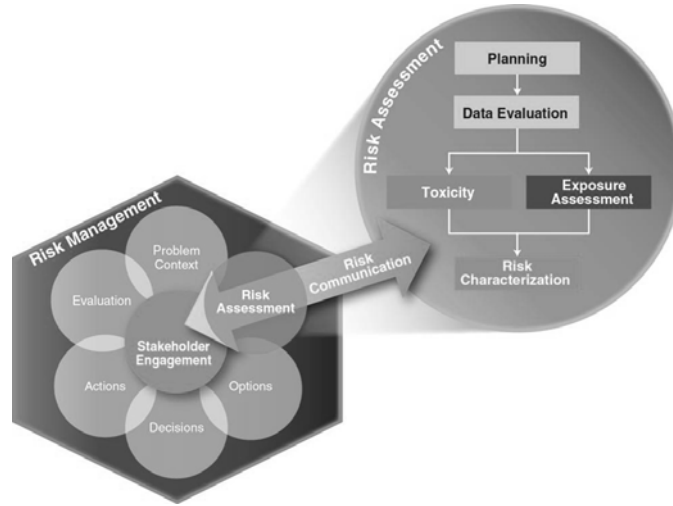 Risk Management
Problem
Context
Evaluation
Risk
Assessment
Stakeholder
Engagement
Actions
Options
Decisions
Risk
Communication
Risk Assessment
Planning
Data Evaluation
Toxicity
Exposure
Assessment
Risk
Characterization